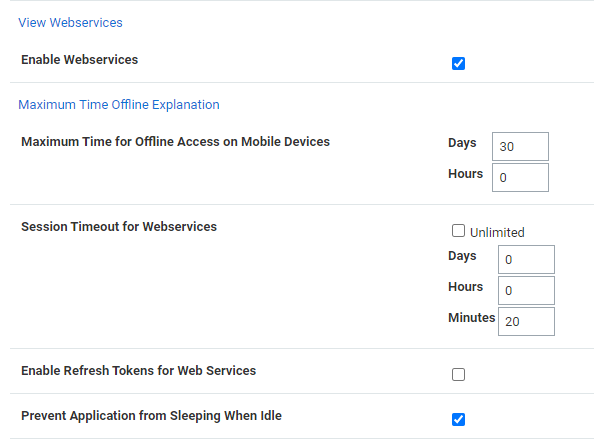 View Webservices
Enable Webservices
Maximum Time Offline Explanation
Maximum Time for Offline Access on Mobile Devices
Days 30
Hours 0
Session Timeout for Webservices
Unlimited
Days 0
Hours 0
Minutes 20
Enable Refresh Tokens for Web Services
Prevent Application from Sleeping When Idle